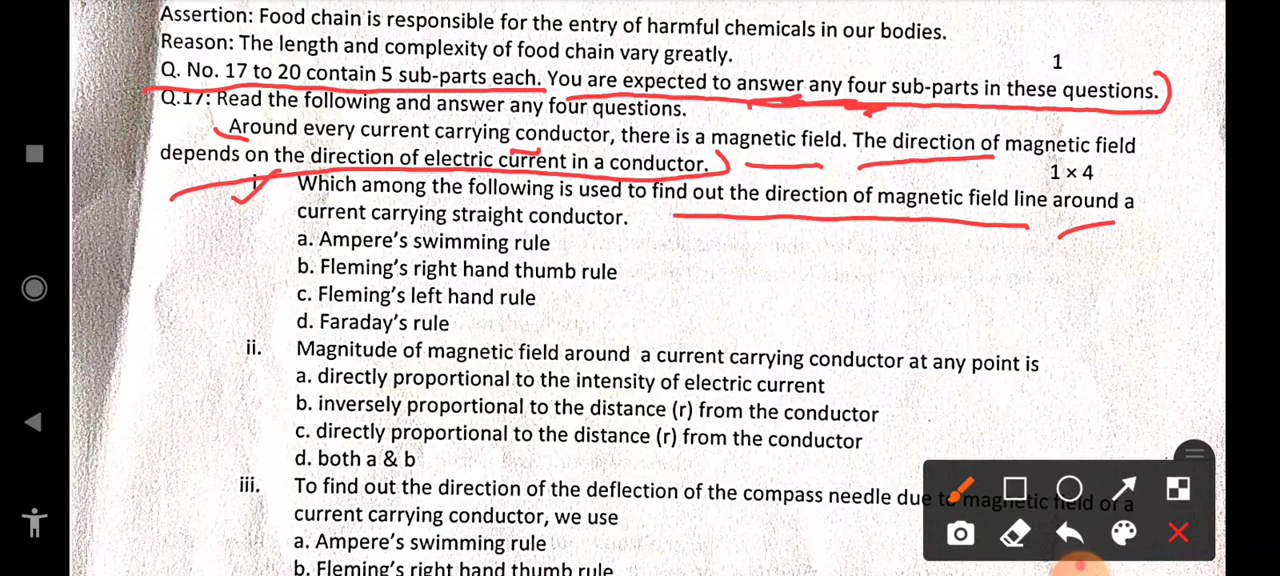 Assertion: Food chain is responsible for the entry of harmful chemicals in our bodies.
Reason: The length and complexity of food chain vary greatly.
1
Q. No. 17 to 20 contain 5 sub-parts each. You are expected to answer any four sub-parts in these questions.
Q.17: Read the following and answer any four questions.
Around every current carrying conductor, there is a magnetic field. The direction of magnetic field
depends on the direction of electric current in a conductor.
1 x 4
i. Which among the following is used to find out the direction of magnetic field line around a
current carrying straight conductor.
a. Ampere's swimming rule
b. Fleming's right hand thumb rule
c. Fleming's left hand rule
d. Faraday's rule
ii. Magnitude of magnetic field around a current carrying conductor at any point is
a. directly proportional to the intensity of electric current
b. inversely proportional to the distance (r) from the conductor
c. directly proportional to the distance (r) from the conductor
d. both a & b
iii. To find out the direction of the deflection of the compass needle due to magnetic field of a
current carrying conductor, we use
a. Ampere's swimming rule
b. Fleming's right hand thumb rule